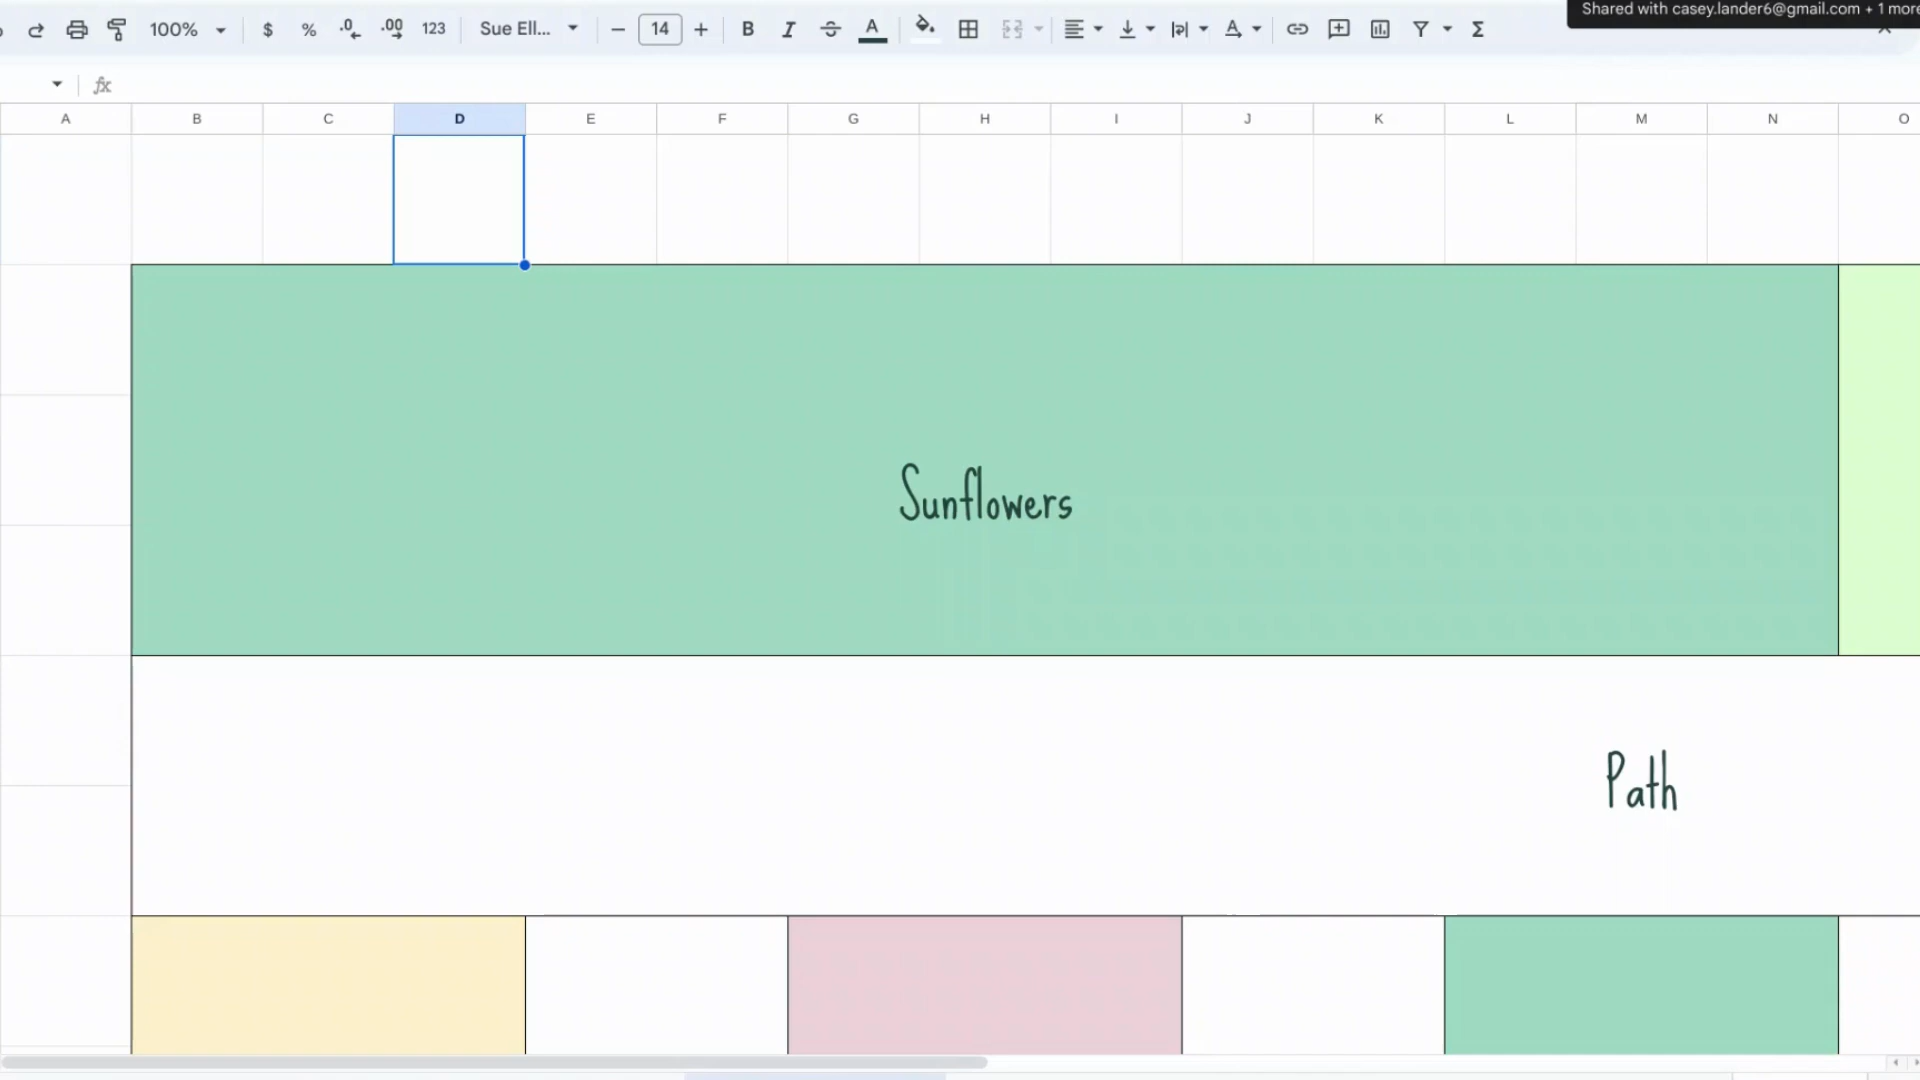 Shared with casey.lander6@gmail.com + 1 more
100% $ % .0 .00 123 Sue Ell... 14 B I A A Σ
fx
A B C D E F G H I J K L M N O
Sunflowers
Path